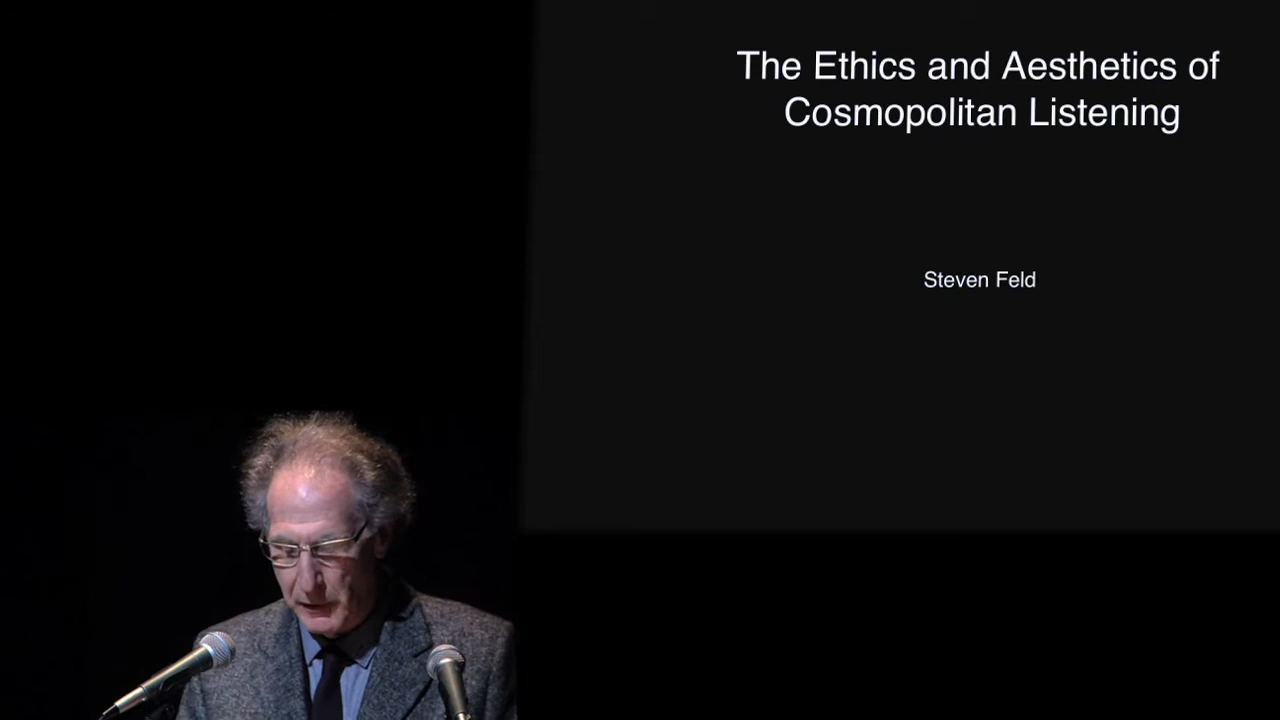 The Ethics and Aesthetics of
Cosmopolitan Listening
Steven Feld